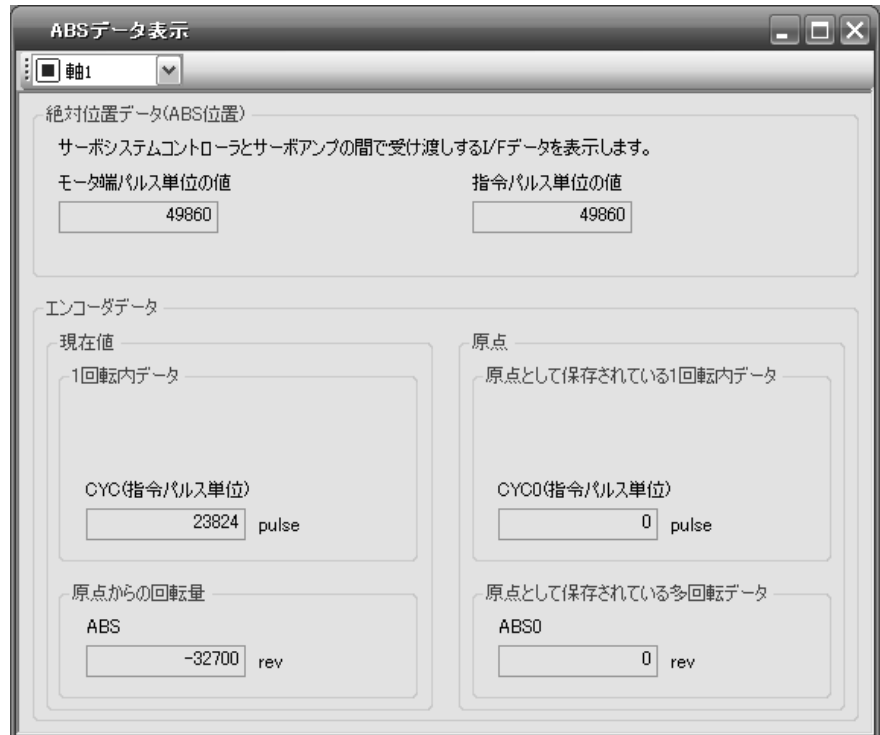 ABSデータ表示
軸1
絶対位置データ(ABS位置)
サーボシステムコントローラとサーボアンプの間で受け渡しするI/Fデータを表示します。
モータ端パルス単位の値 指令パルス単位の値
49860 49860
エンコーダデータ
現在値 原点
1回転内データ 原点として保存されている1回転内データ
CYC(指令パルス単位) CYC0(指令パルス単位)
23824 pulse 0 pulse
原点からの回転量 原点として保存されている多回転データ
ABS ABS0
-32700 rev 0 rev